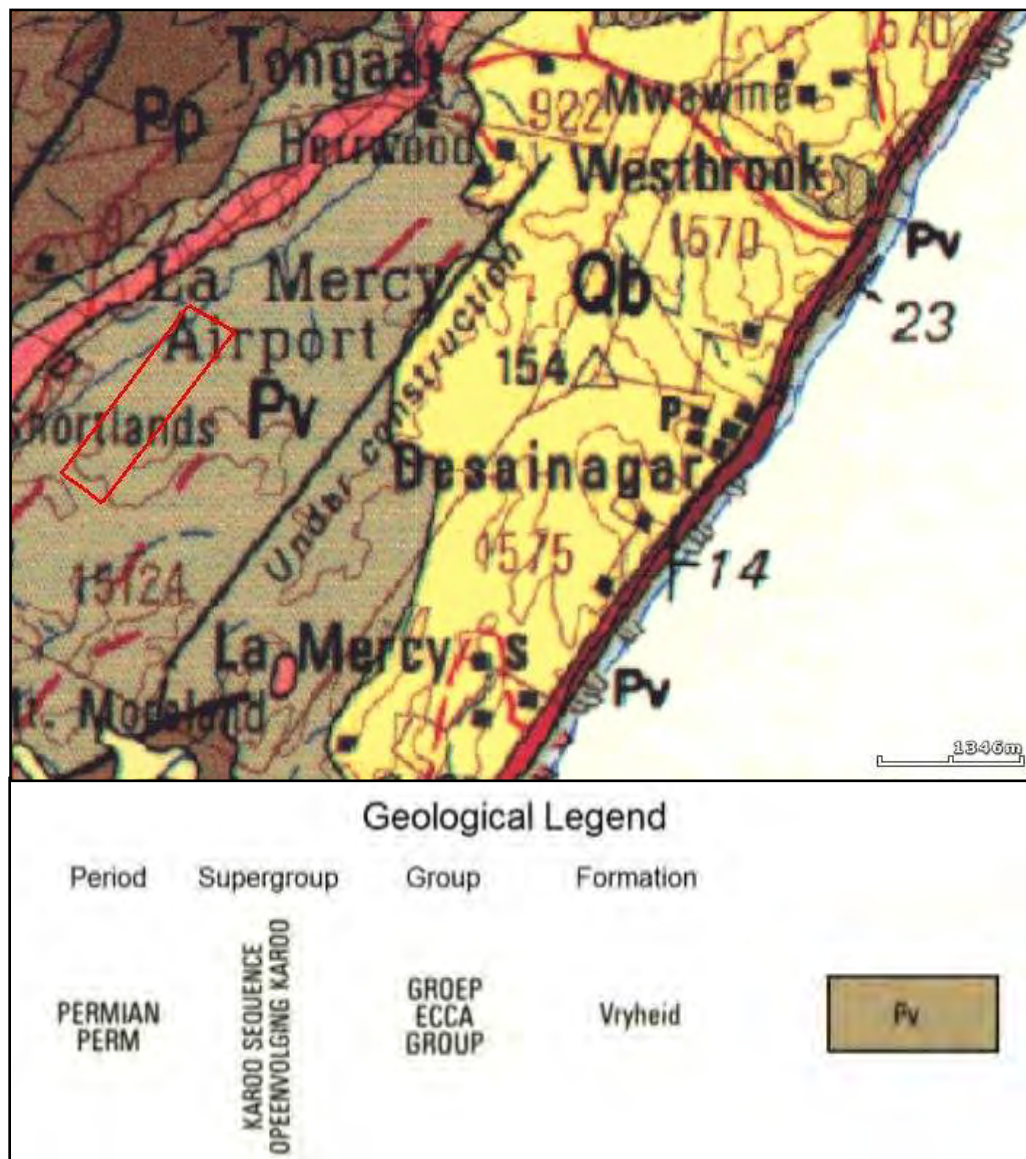 1570
Tongaat
Mwawine
922
Pp
Westbrook
Pv
1570
La Mercy
Qb
23
Airport
154
Pv
P
Desainagar
Under construction
1575
14
15124
La Mercy s
Pv
1346m
Geological Legend
Period Supergroup Group Formation
KAROO SEQUENCE
OPEENVOLGING KAROO
PERMIAN
PERM
GROEP
ECCA
GROUP
Vryheid
Pv